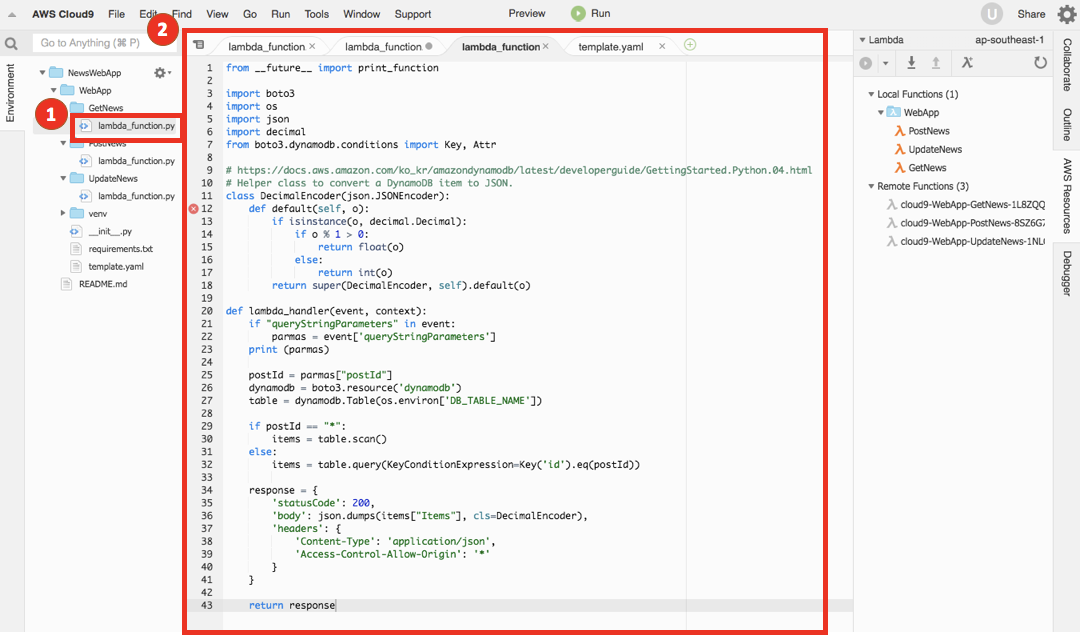 AWS Cloud9 File Edit Find View Go Run Tools Window Support Preview Run U Share
Go to Anything (⌘ P)
2
lambda_function
lambda_function
lambda_function
template.yaml
Lambda ap-southeast-1
Environment
NewsWebApp
WebApp
GetNews
1
lambda_function.py
PostNews
lambda_function.py
UpdateNews
lambda_function.py
venv
__init__.py
requirements.txt
template.yaml
README.md
1 from __future__ import print_function
2
3 import boto3
4 import os
5 import json
6 import decimal
7 from boto3.dynamodb.conditions import Key, Attr
8
9 # https://docs.aws.amazon.com/ko_kr/amazondynamodb/latest/developerguide/GettingStarted.Python.04.html
10 # Helper class to convert a DynamoDB item to JSON.
11 class DecimalEncoder(json.JSONEncoder):
12     def default(self, o):
13         if isinstance(o, decimal.Decimal):
14             if o % 1 > 0:
15                 return float(o)
16             else:
17                 return int(o)
18         return super(DecimalEncoder, self).default(o)
19
20 def lambda_handler(event, context):
21     if "queryStringParameters" in event:
22         parmas = event['queryStringParameters']
23     print (parmas)
24
25     postId = parmas["postId"]
26     dynamodb = boto3.resource('dynamodb')
27     table = dynamodb.Table(os.environ['DB_TABLE_NAME'])
28
29     if postId == "*":
30         items = table.scan()
31     else:
32         items = table.query(KeyConditionExpression=Key('id').eq(postId))
33
34     response = {
35         'statusCode': 200,
36         'body': json.dumps(items["Items"], cls=DecimalEncoder),
37         'headers': {
38             'Content-Type': 'application/json',
39             'Access-Control-Allow-Origin': '*'
40         }
41     }
42
43     return response
Local Functions (1)
WebApp
PostNews
UpdateNews
GetNews
Remote Functions (3)
cloud9-WebApp-GetNews-1L8ZQQ
cloud9-WebApp-PostNews-8SZ6G7
cloud9-WebApp-UpdateNews-1NL
Collaborate
Outline
AWS Resources
Debugger